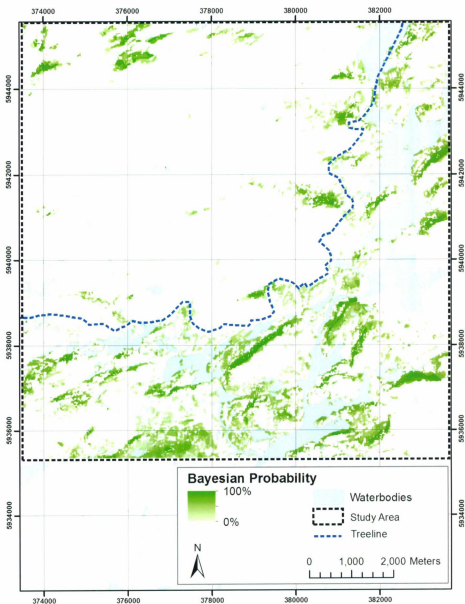 374000 376000 378000 380000 382000
5944000 5944000
5942000 5942000
5940000 5940000
5938000 5938000
5936000 5936000
5934000 5934000
Bayesian Probability
100%
0%
Waterbodies
Study Area
Treeline
N
0 1,000 2,000 Meters
374000 376000 378000 380000 382000